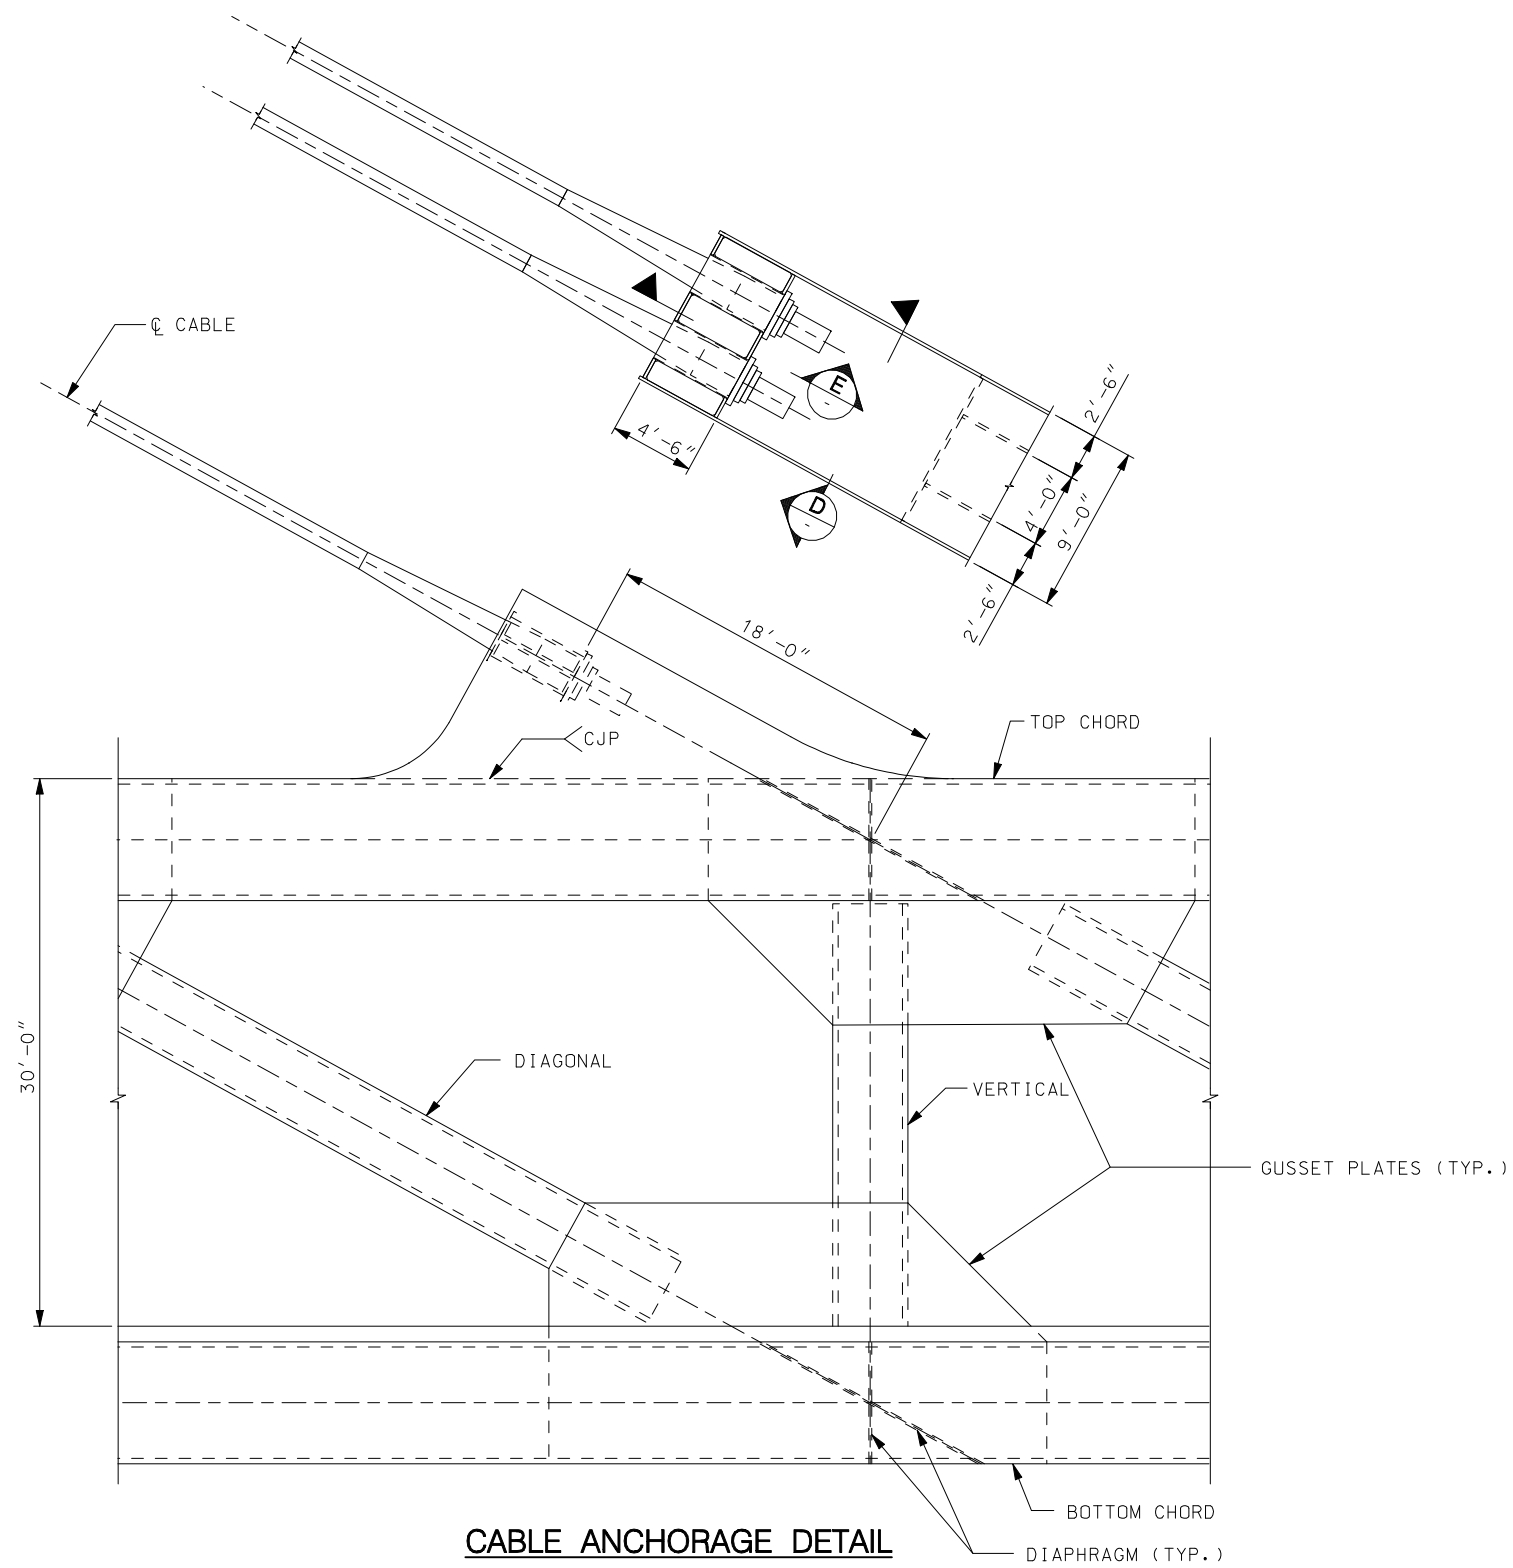 ℄ CABLE
E
-
2'-6"
4'-6"
4'-0"
9'-0"
D
-
2'-6"
18'-0"
TOP CHORD
CJP
30'-0"
DIAGONAL
VERTICAL
GUSSET PLATES (TYP.)
BOTTOM CHORD
CABLE ANCHORAGE DETAIL
DIAPHRAGM (TYP.)